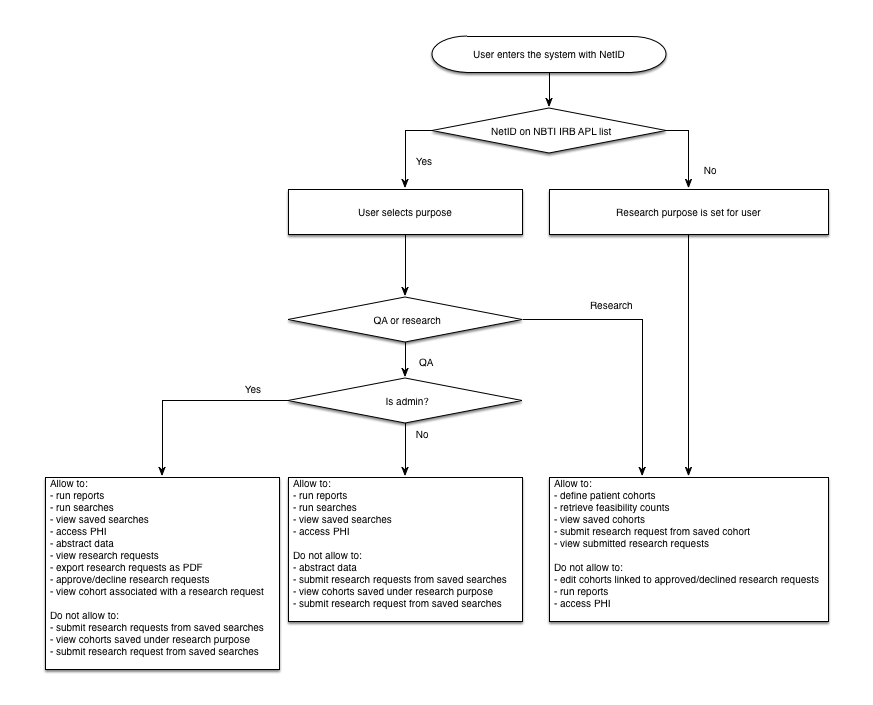 User enters the system with NetID
NetID on NBTI IRB APL list
Yes
No
User selects purpose
Research purpose is set for user
QA or research
Research
QA
Is admin?
Yes
No
Allow to:
- run reports
- run searches
- view saved searches
- access PHI
- abstract data
- view research requests
- export research requests as PDF
- approve/decline research requests
- view cohort associated with a research request
Do not allow to:
- submit research requests from saved searches
- view cohorts saved under research purpose
- submit research request from saved searches
Allow to:
- run reports
- run searches
- view saved searches
- access PHI
Do not allow to:
- abstract data
- submit research requests from saved searches
- view cohorts saved under research purpose
- submit research request from saved searches
Allow to:
- define patient cohorts
- retrieve feasibility counts
- view saved cohorts
- submit research request from saved cohort
- view submitted research requests
Do not allow to:
- edit cohorts linked to approved/declined research requests
- run reports
- access PHI